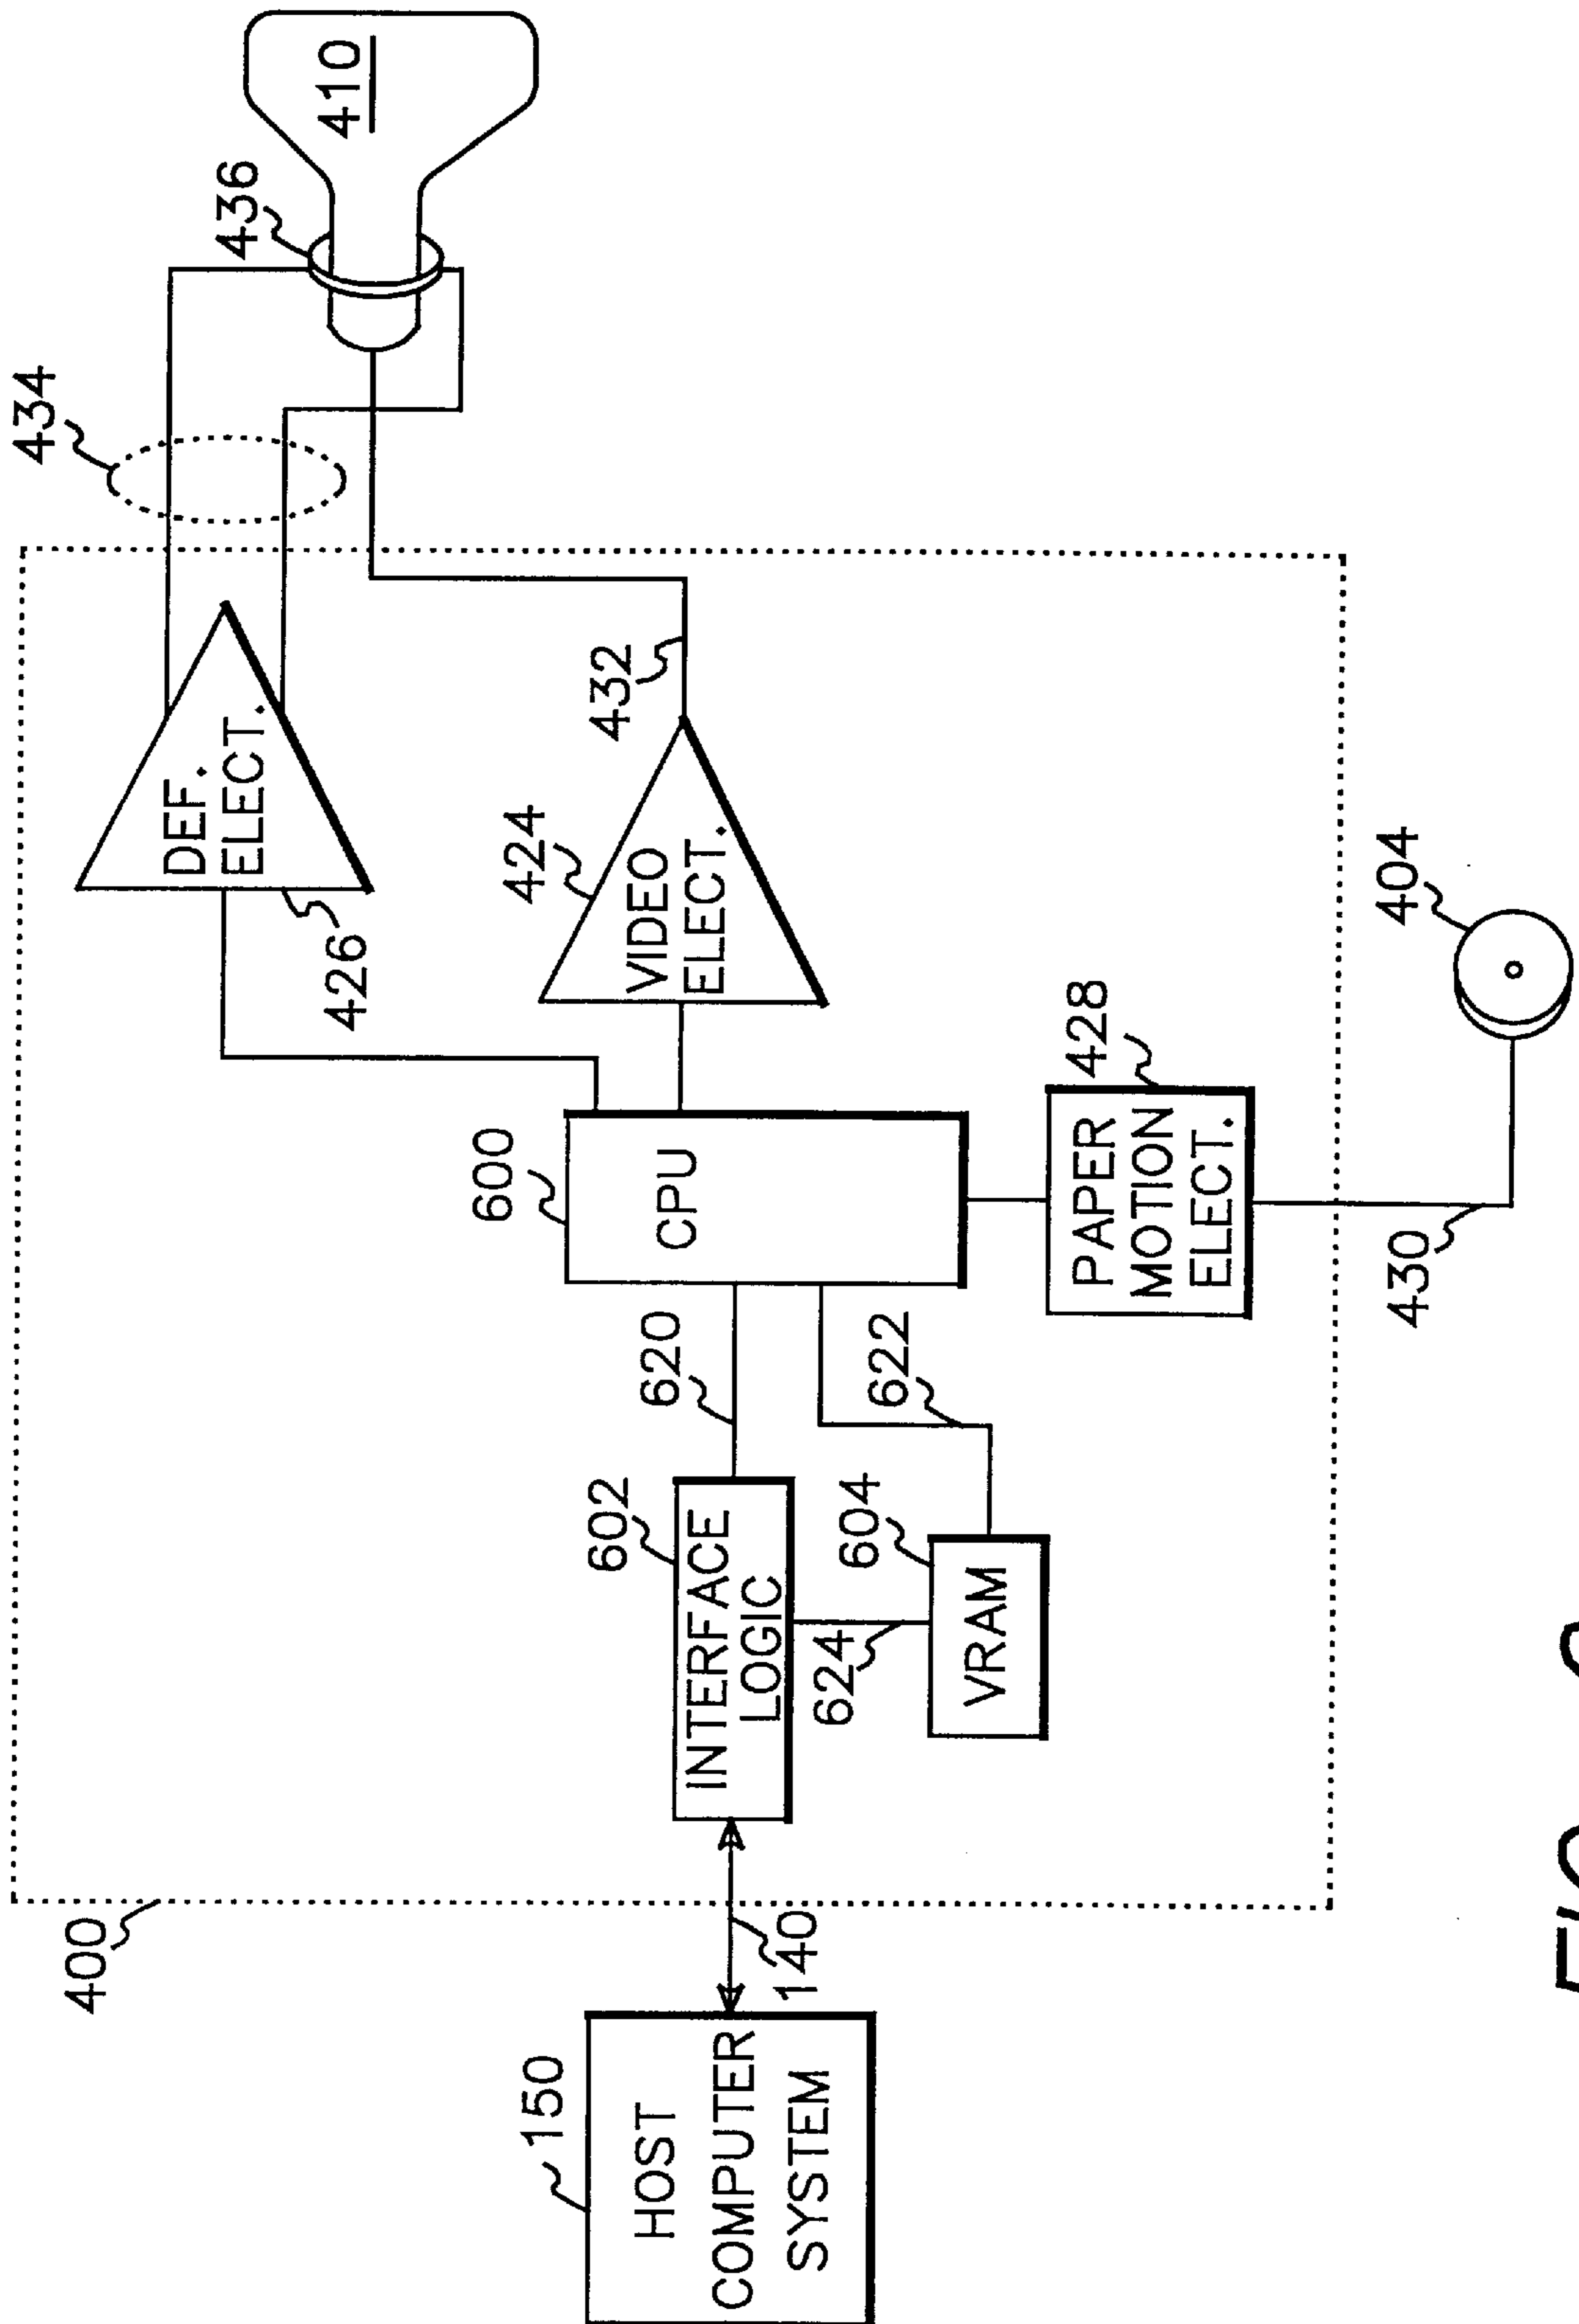 400
150
HOST
COMPUTER
SYSTEM
140
602
INTERFACE
LOGIC
624
604
VRAM
620
622
600
CPU
426
DEF.
ELECT.
424
VIDEO
ELECT.
432
434
436
410
428
PAPER
MOTION
ELECT.
430
404